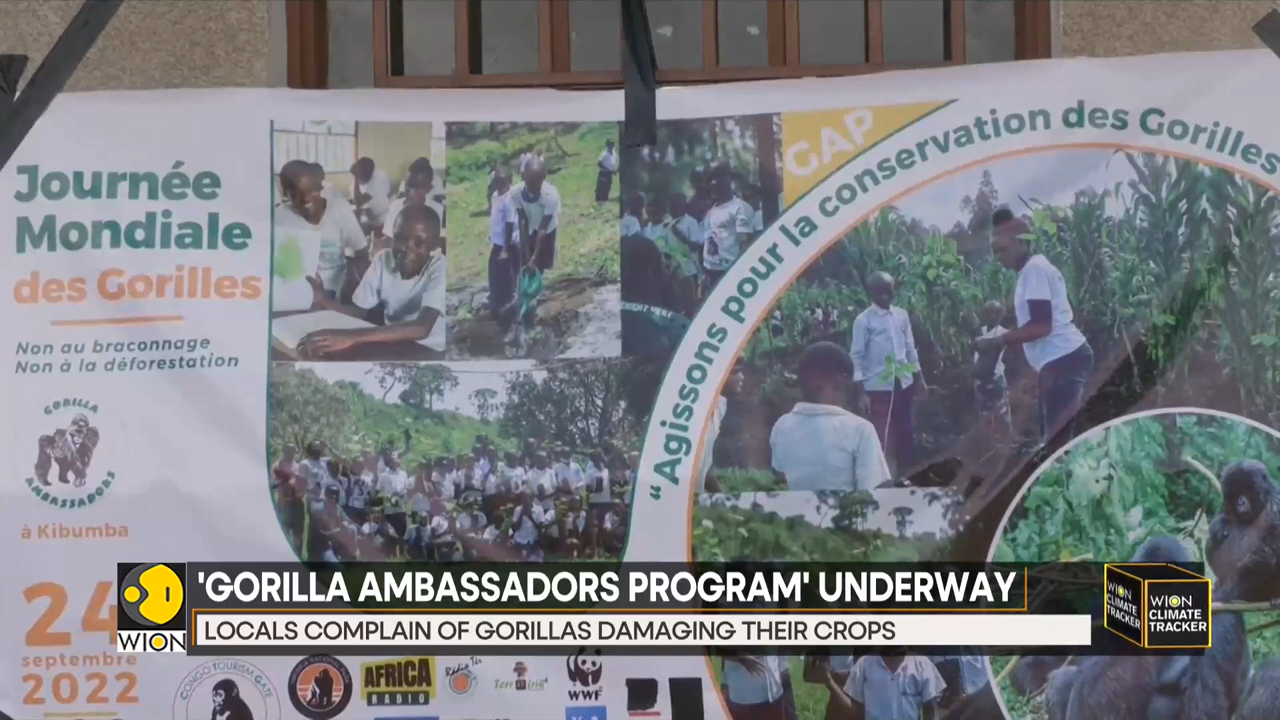 Journée
Mondiale
des Gorilles
Non au braconnage
Non à la déforestation
GORILLA
AMBASSADORS
à Kibumba
24
septembre
2022
GAP
“Agissons pour la conservation des Gorilles
'GORILLA AMBASSADORS PROGRAM' UNDERWAY
LOCALS COMPLAIN OF GORILLAS DAMAGING THEIR CROPS
WION
WION
CLIMATE
TRACKER
WION
CLIMATE
TRACKER
CONGO TOURISM GATE
AFRICA
RADIO
WWF